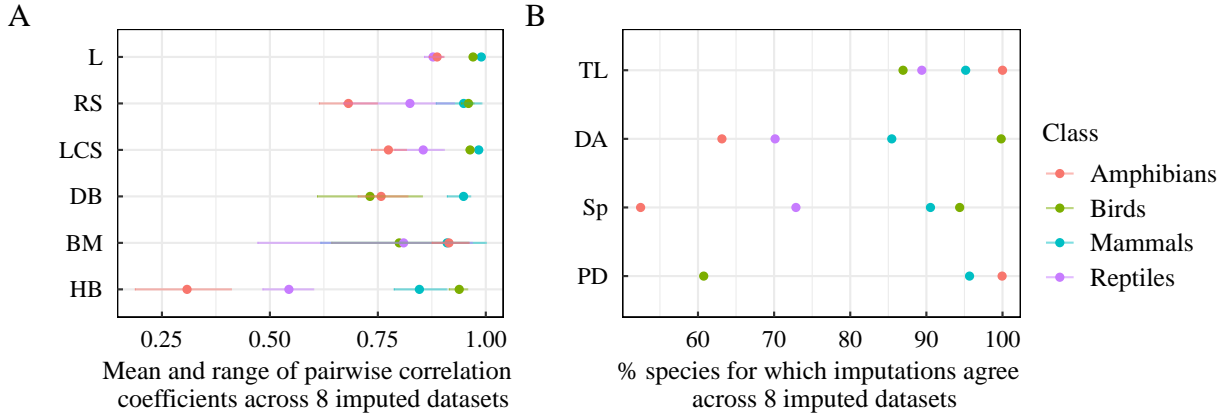 A
L
RS
LCS
DB
BM
HB
0.25 0.50 0.75 1.00
Mean and range of pairwise correlation
coefficients across 8 imputed datasets
B
TL
DA
Sp
PD
60 70 80 90 100
% species for which imputations agree
across 8 imputed datasets
Class
Amphibians
Birds
Mammals
Reptiles